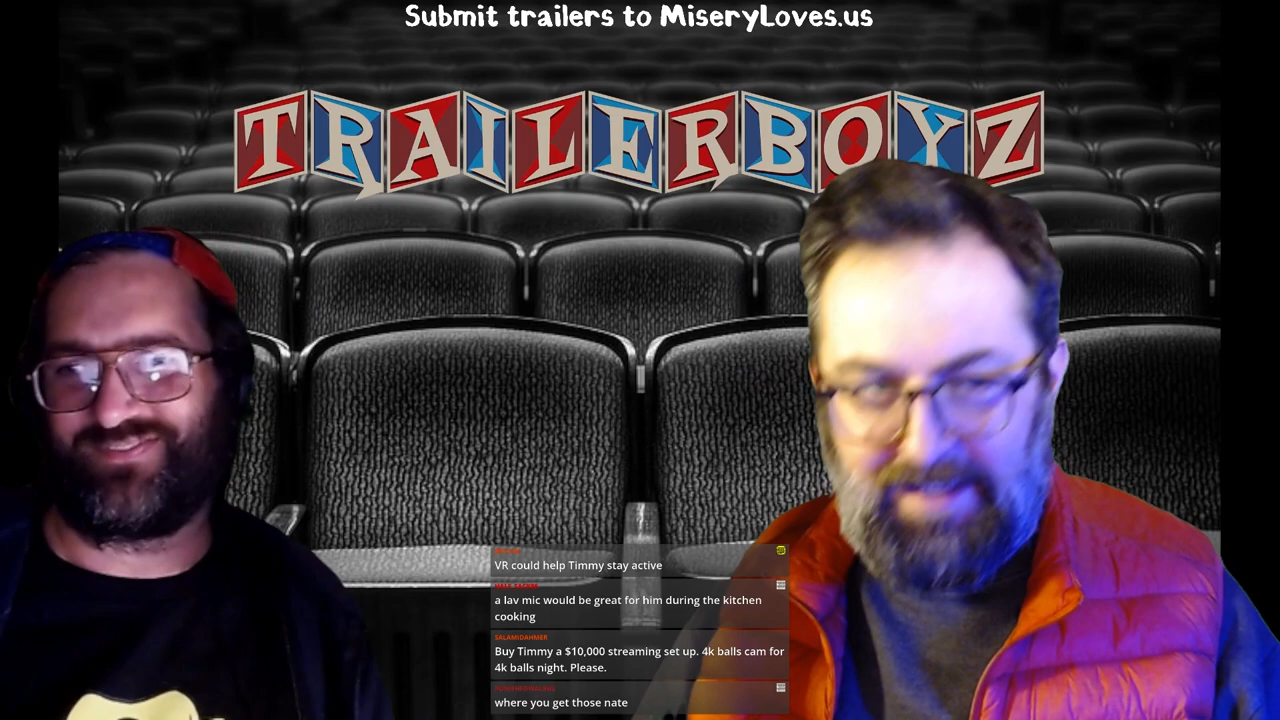 Submit trailers to MiseryLoves.us
TRAILERBOYZ
VR could help Timmy stay active
a lav mic would be great for him during the kitchen
cooking
SALAMIDAHMER
Buy Timmy a $10,000 streaming set up. 4k balls cam for
4k balls night. Please.
where you get those nate